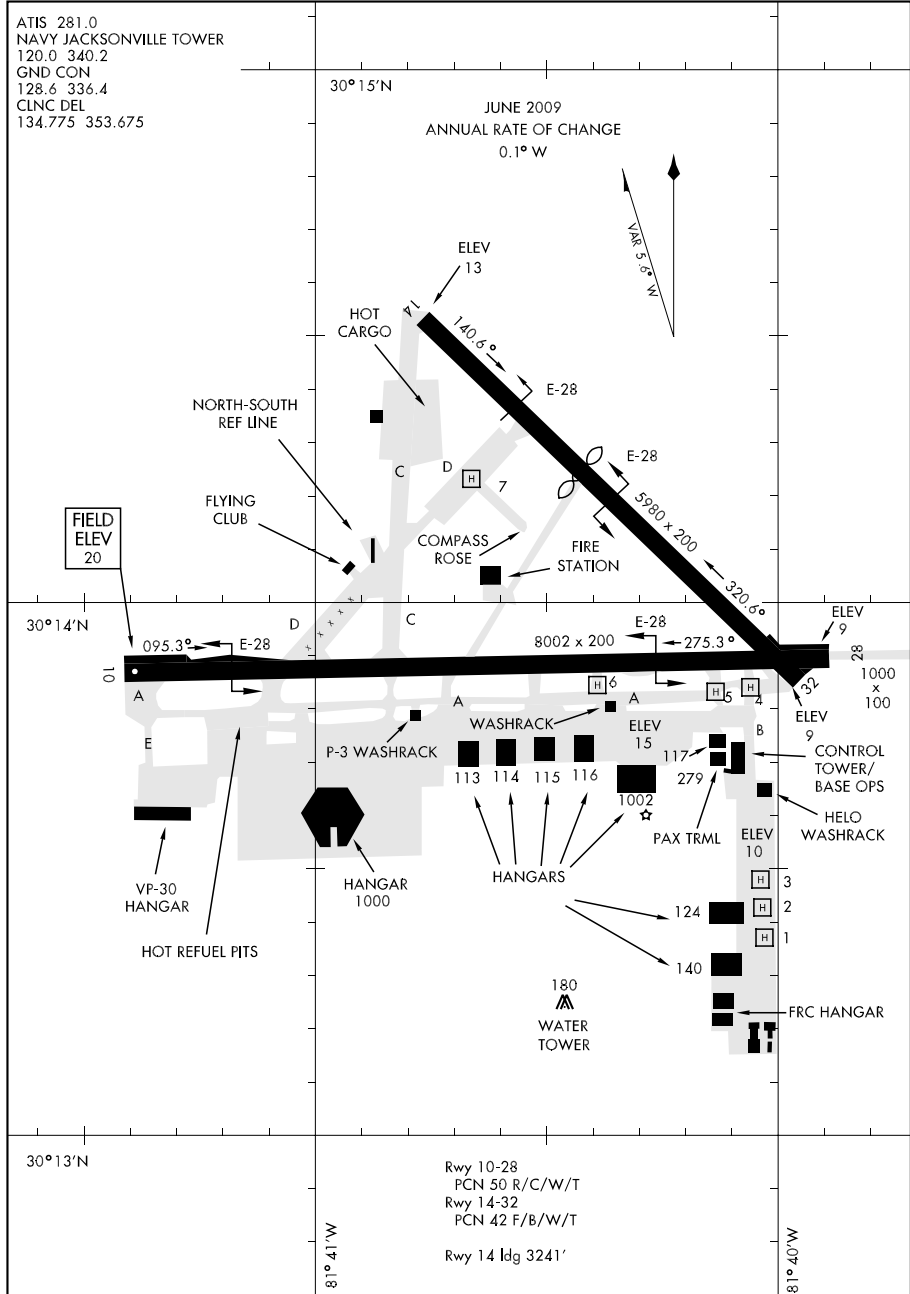 ATIS 281.0
NAVY JACKSONVILLE TOWER
120.0 340.2
GND CON
128.6 336.4
CLNC DEL
134.775 353.675
30°15'N
JUNE 2009
ANNUAL RATE OF CHANGE
0.1° W
VAR 5.6° W
ELEV
13
14
HOT
CARGO
140.6°
E-28
NORTH-SOUTH
REF LINE
C
D
H
7
E-28
5980 x 200
FLYING
CLUB
FIELD
ELEV
20
COMPASS
ROSE
FIRE
STATION
320.6°
30°14'N
D
C
ELEV
9
095.3°
E-28
8002 x 200
E-28
275.3°
28
10
1000
x
100
32
A
A
H
6
A
H
5
H
4
ELEV
9
E
WASHRACK
P-3 WASHRACK
ELEV
15
B
117
279
CONTROL
TOWER/
BASE OPS
113
114
115
116
1002
PAX TRML
ELEV
10
HELO
WASHRACK
VP-30
HANGAR
HANGAR
1000
HANGARS
H
3
124
H
2
H
1
HOT REFUEL PITS
140
180
WATER
TOWER
FRC HANGAR
30°13'N
Rwy 10-28
PCN 50 R/C/W/T
Rwy 14-32
PCN 42 F/B/W/T
Rwy 14 ldg 3241'
81°41'W
81°40'W